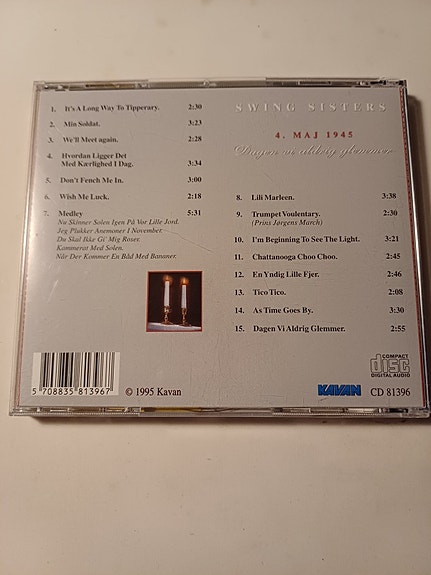 SWING SISTERS
4. MAJ 1945
Dagen vi aldrig glemmer
1. It's A Long Way To Tipperary. 2:30
2. Min Soldat. 3:23
3. We'll Meet again. 2:28
4. Hvordan Ligger Det
Med Kærlighed I Dag. 3:34
5. Don't Fench Me In. 3:00
6. Wish Me Luck. 2:18
7. Medley 5:31
Nu Skinner Solen Igen På Vor Lille Jord.
Jeg Plukker Anemoner I November.
Du Skal Ikke Gi' Mig Roser.
Kammerat Med Solen.
Når Der Kommer En Båd Med Bananer.
8. Lili Marleen. 3:38
9. Trumpet Voulentary. 2:30
(Prins Jørgens March)
10. I'm Beginning To See The Light. 3:21
11. Chattanooga Choo Choo. 2:45
12. En Yndig Lille Fjer. 2:46
13. Tico Tico. 2:08
14. As Time Goes By. 3:30
15. Dagen Vi Aldrig Glemmer. 2:55
5 708835 813967
© 1995 Kavan
KAVAN
COMPACT
disc
DIGITAL AUDIO
CD 81396